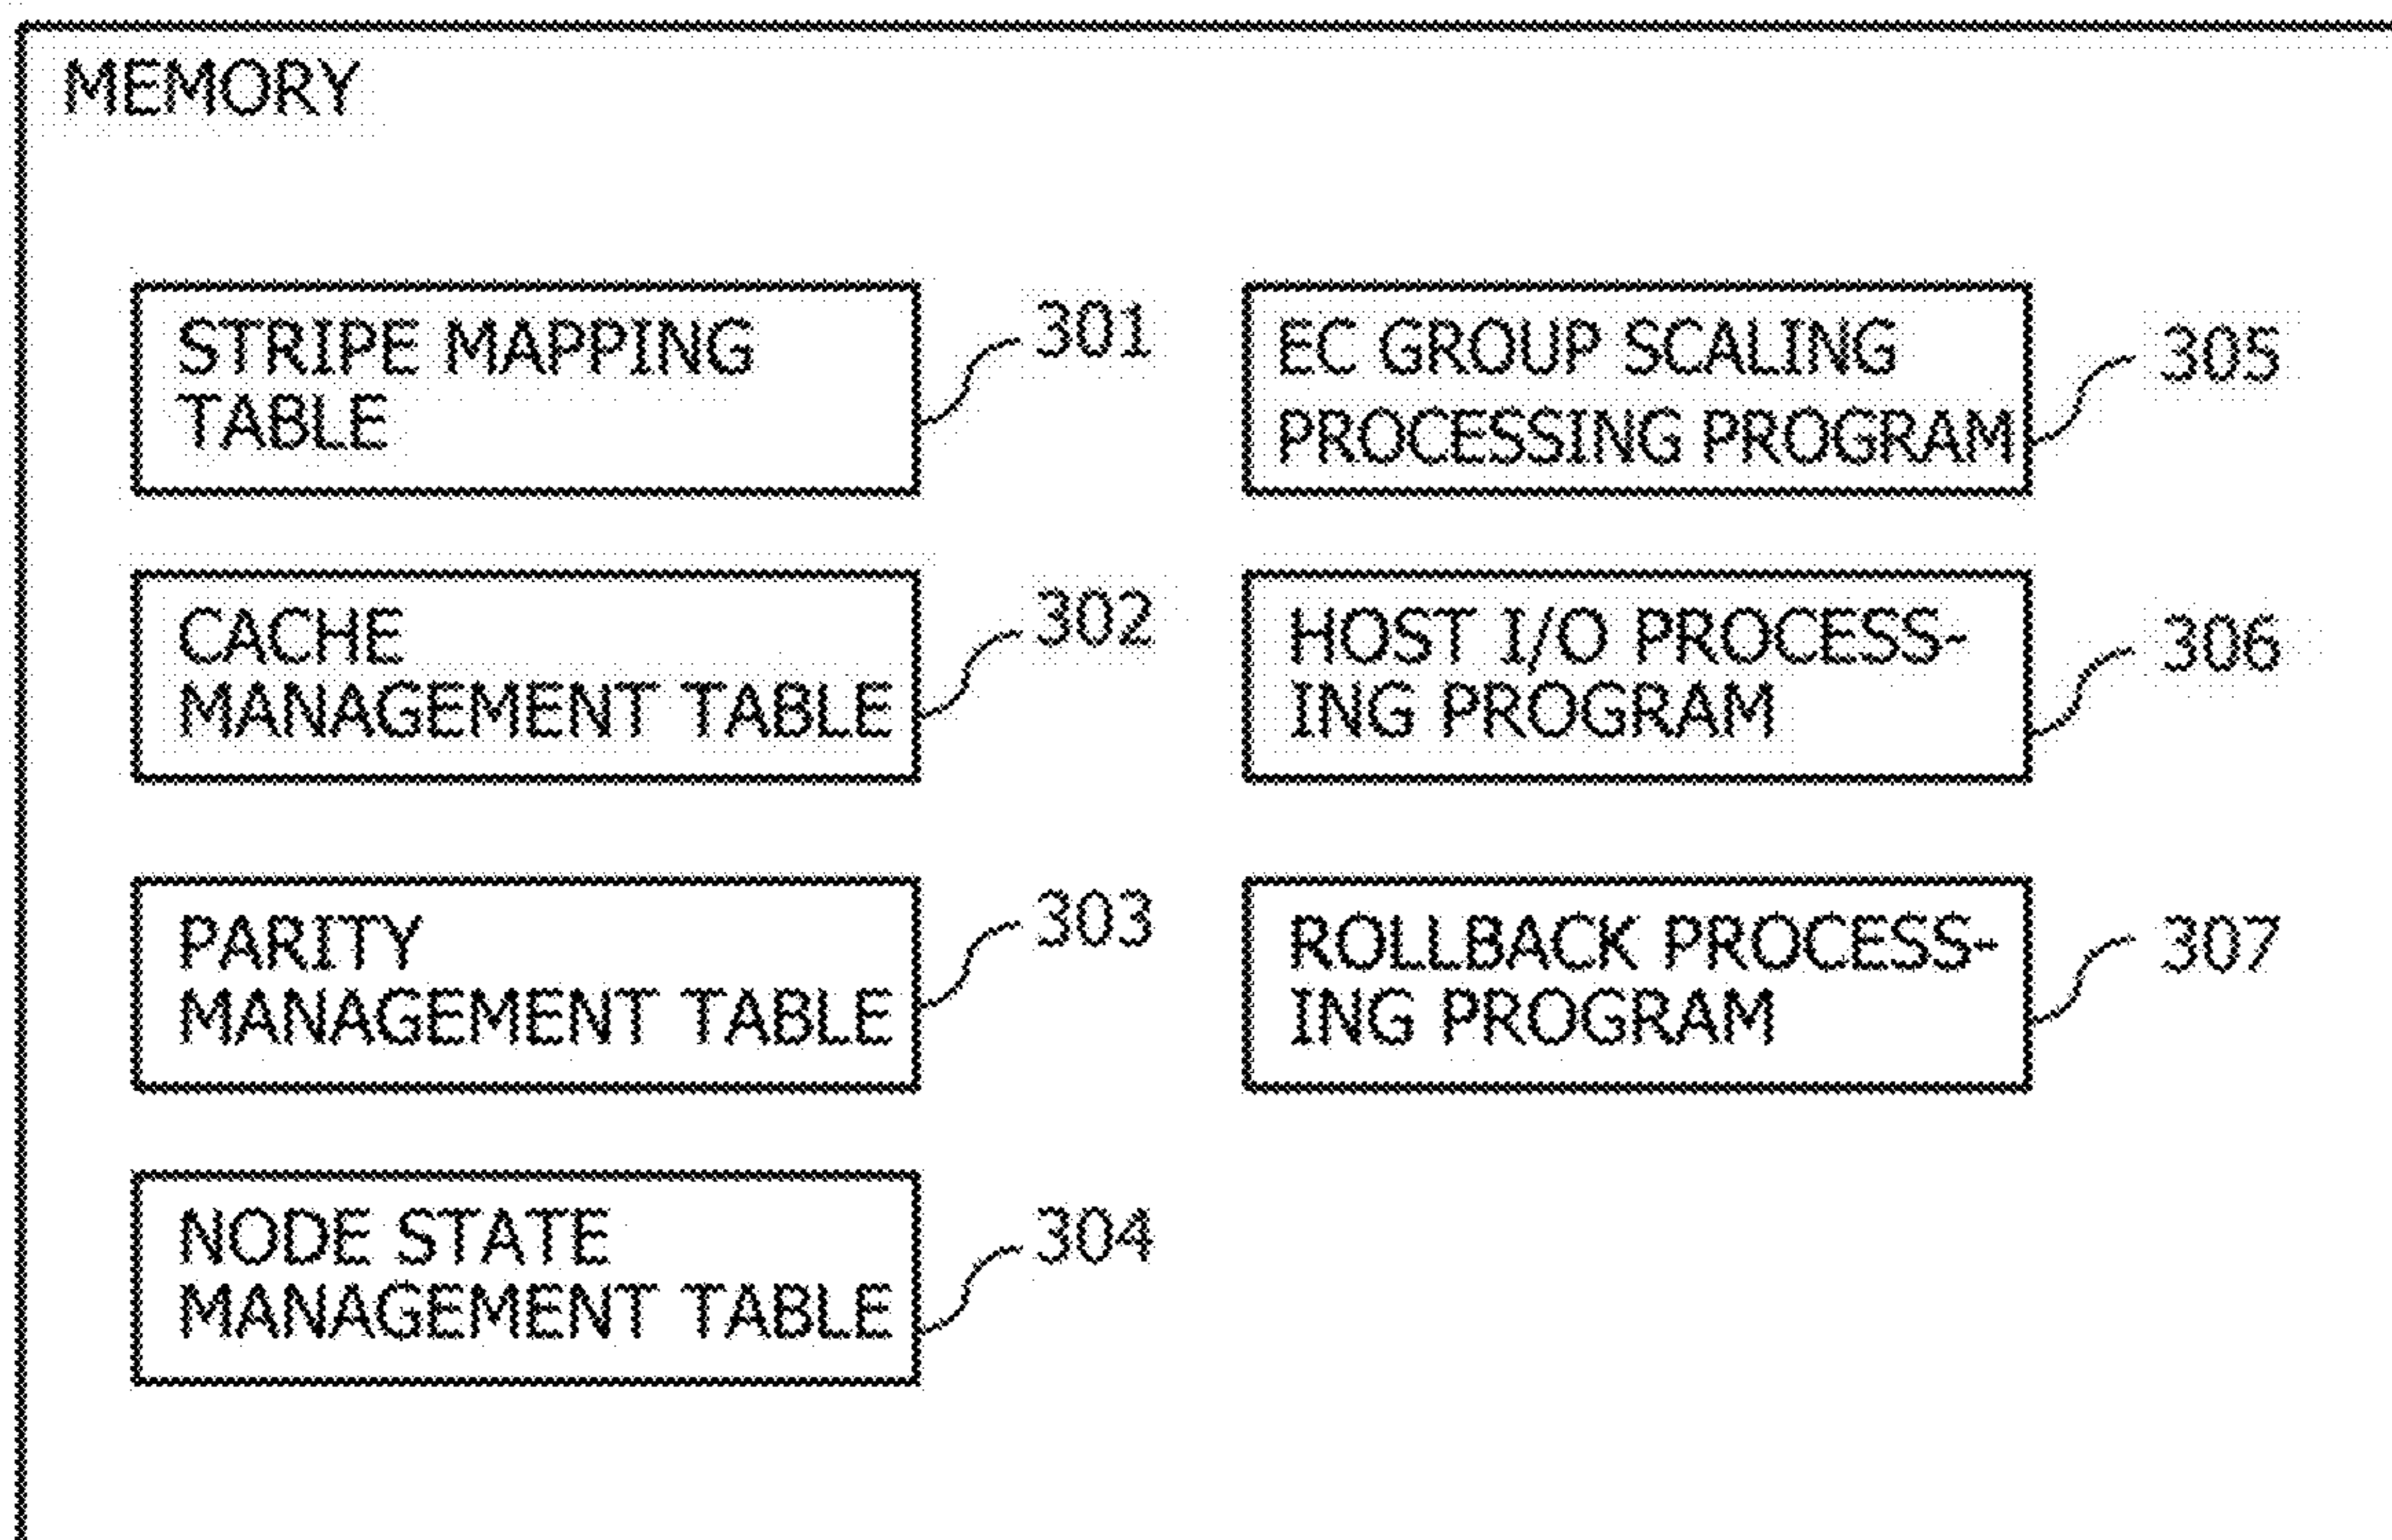 MEMORY
STRIPE MAPPING
TABLE
301
CACHE
MANAGEMENT TABLE
302
PARITY
MANAGEMENT TABLE
303
NODE STATE
MANAGEMENT TABLE
304
EC GROUP SCALING
PROCESSING PROGRAM
305
HOST I/O PROCESS-
ING PROGRAM
306
ROLLBACK PROCESS-
ING PROGRAM
307